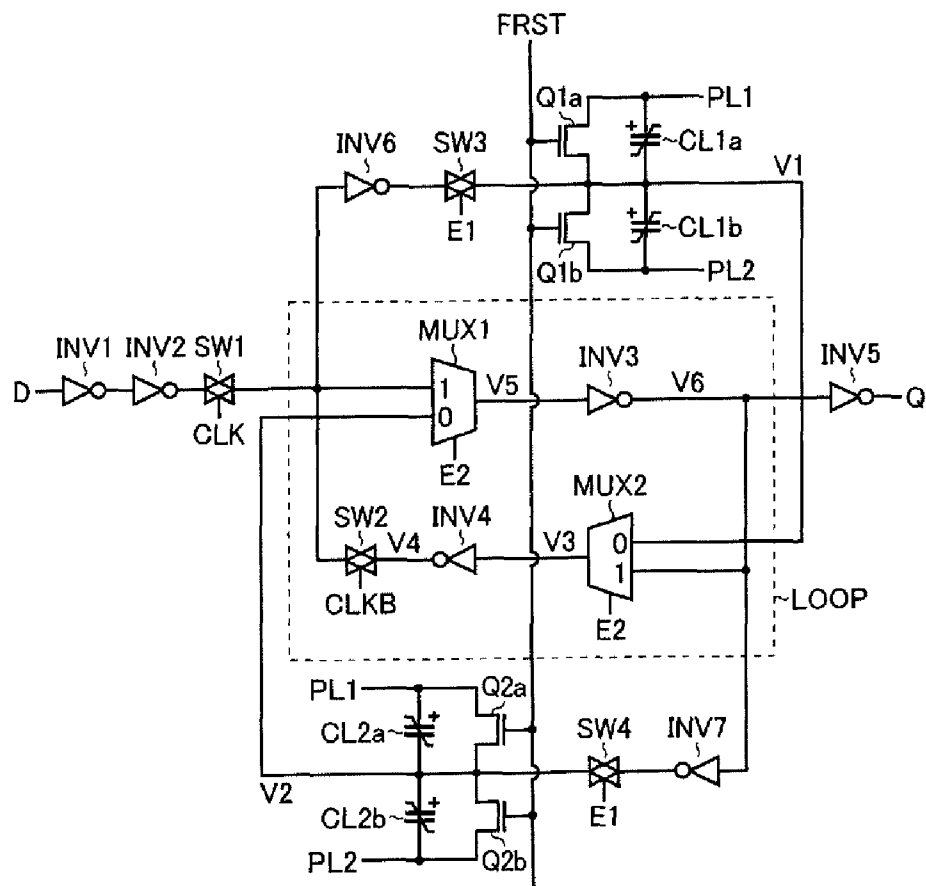 FRST
Q1a
PL1
INV6
SW3
+
CL1a
V1
E1
+
CL1b
Q1b
PL2
MUX1
INV1
INV2
SW1
INV3
INV5
D
1
V5
V6
Q
0
CLK
E2
MUX2
SW2
INV4
V4
V3
0
1
CLKB
E2
LOOP
PL1
Q2a
CL2a
+
SW4
INV7
V2
CL2b
+
E1
Q2b
PL2